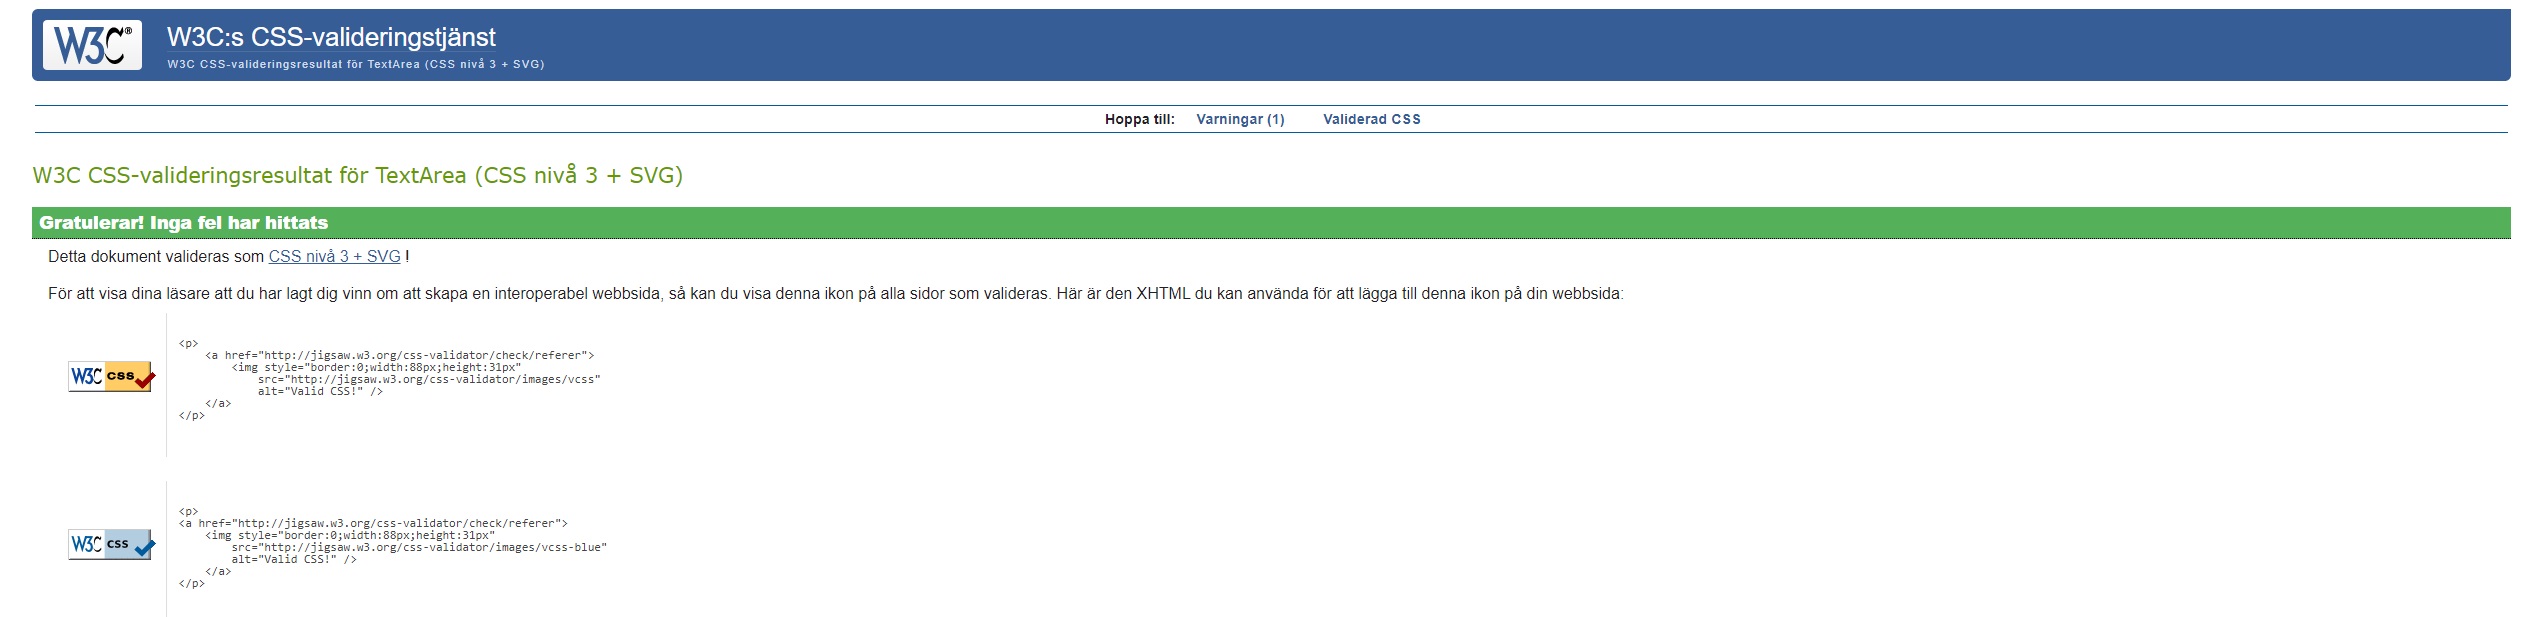 W3C®
W3C:s CSS-valideringstjänst
W3C CSS-valideringsresultat för TextArea (CSS nivå 3 + SVG)
Hoppa till: Varningar (1) Validerad CSS
W3C CSS-valideringsresultat för TextArea (CSS nivå 3 + SVG)
Gratulerar! Inga fel har hittats
Detta dokument valideras som CSS nivå 3 + SVG !
För att visa dina läsare att du har lagt dig vinn om att skapa en interoperabel webbsida, så kan du visa denna ikon på alla sidor som valideras. Här är den XHTML du kan använda för att lägga till denna ikon på din webbsida:
W3C CSS
<p>
    <a href="http://jigsaw.w3.org/css-validator/check/referer">
        <img style="border:0;width:88px;height:31px"
            src="http://jigsaw.w3.org/css-validator/images/vcss"
            alt="Valid CSS!" />
    </a>
</p>
W3C CSS
<p>
<a href="http://jigsaw.w3.org/css-validator/check/referer">
    <img style="border:0;width:88px;height:31px"
        src="http://jigsaw.w3.org/css-validator/images/vcss-blue"
        alt="Valid CSS!" />
    </a>
</p>